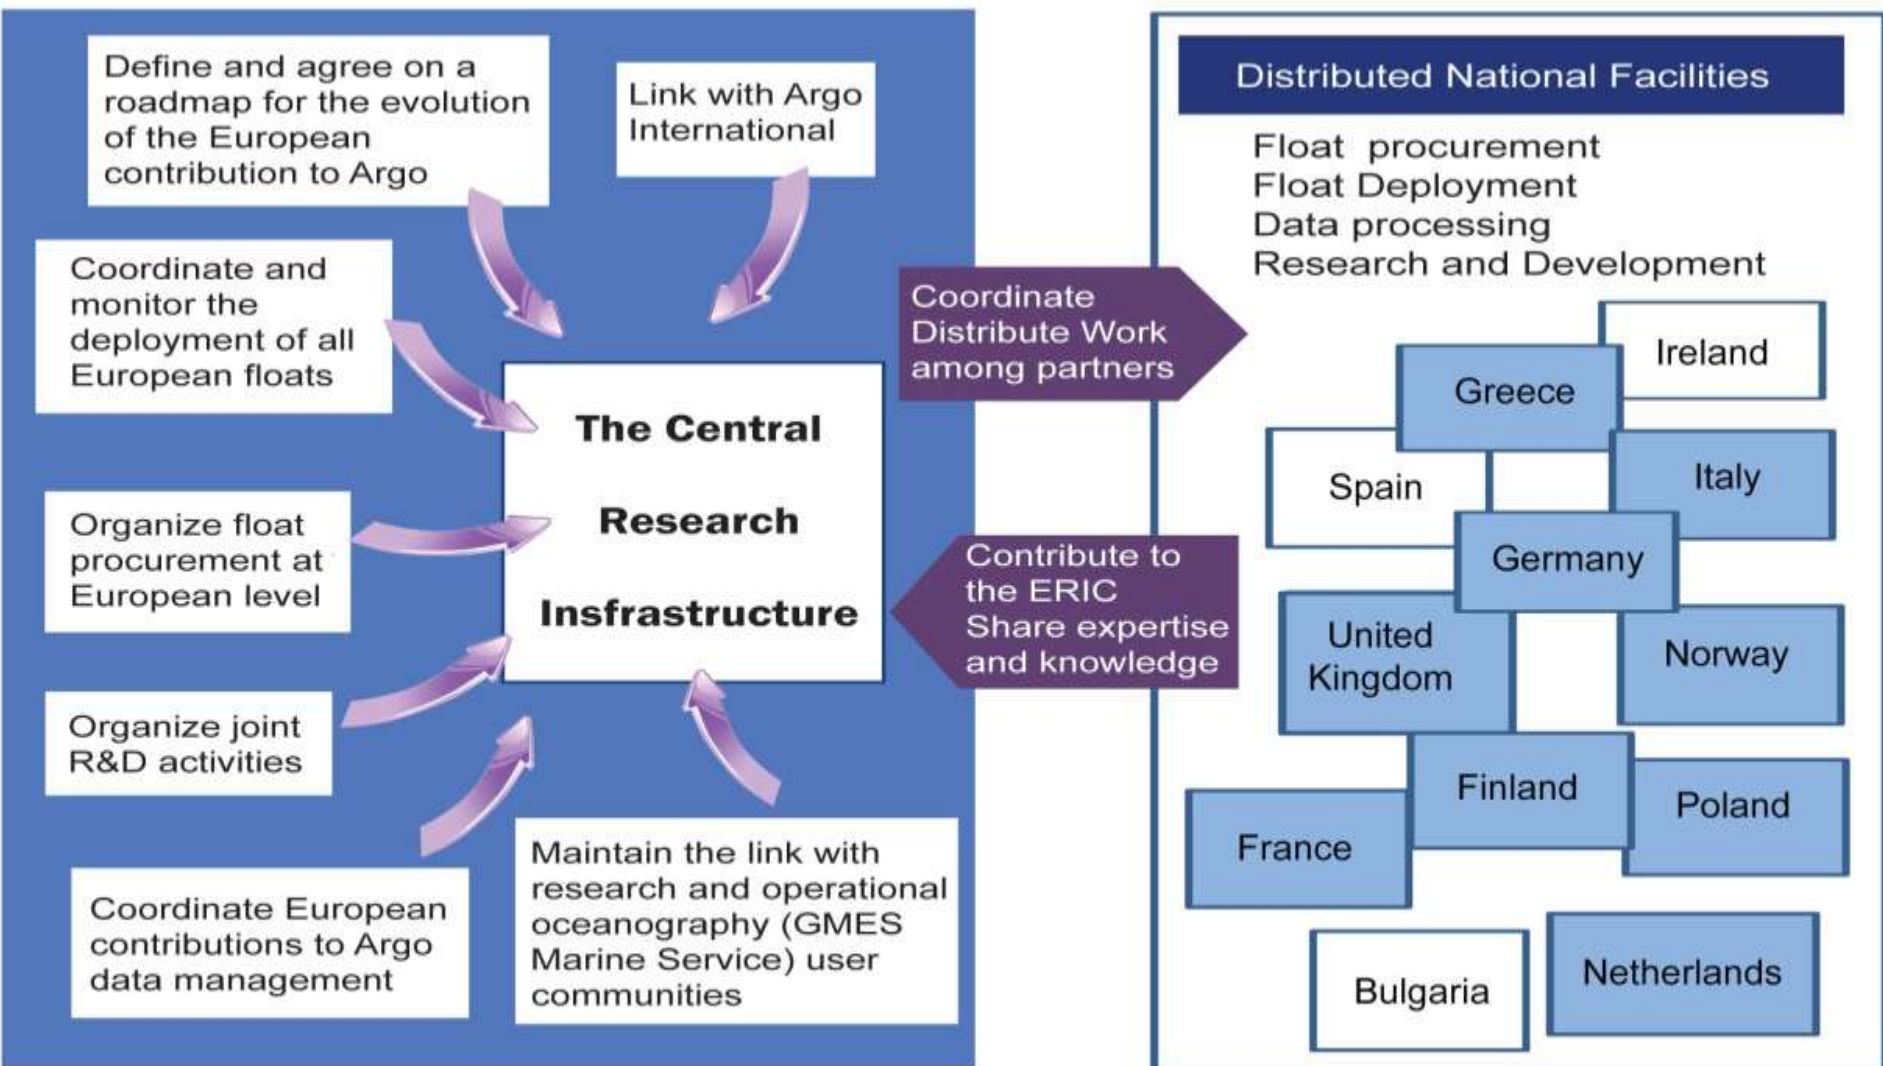 Define and agree on a
roadmap for the evolution
of the European
contribution to Argo
Link with Argo
International
Coordinate and
monitor the
deployment of all
European floats
Organize float
procurement at
European level
Organize joint
R&D activities
Coordinate European
contributions to Argo
data management
Maintain the link with
research and operational
oceanography (GMES
Marine Service) user
communities
The Central
Research
Insfrastructure
Coordinate
Distribute Work
among partners
Contribute to
the ERIC
Share expertise
and knowledge
Distributed National Facilities
Float procurement
Float Deployment
Data processing
Research and Development
Ireland
Greece
Spain
Italy
Germany
United
Kingdom
Norway
Finland
Poland
France
Bulgaria
Netherlands